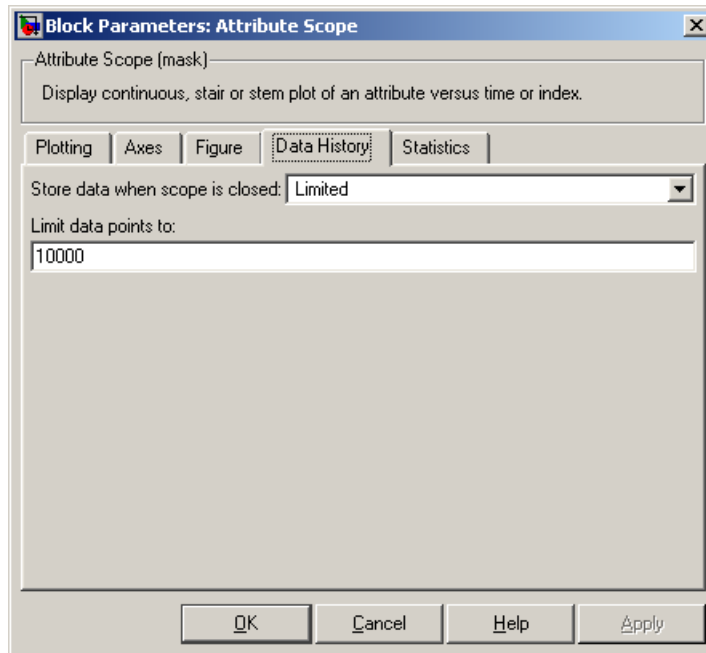 Block Parameters: Attribute Scope
Attribute Scope (mask)
Display continuous, stair or stem plot of an attribute versus time or index.
Plotting Axes Figure Data History Statistics
Store data when scope is closed: Limited
Limit data points to:
10000
OK Cancel Help Apply